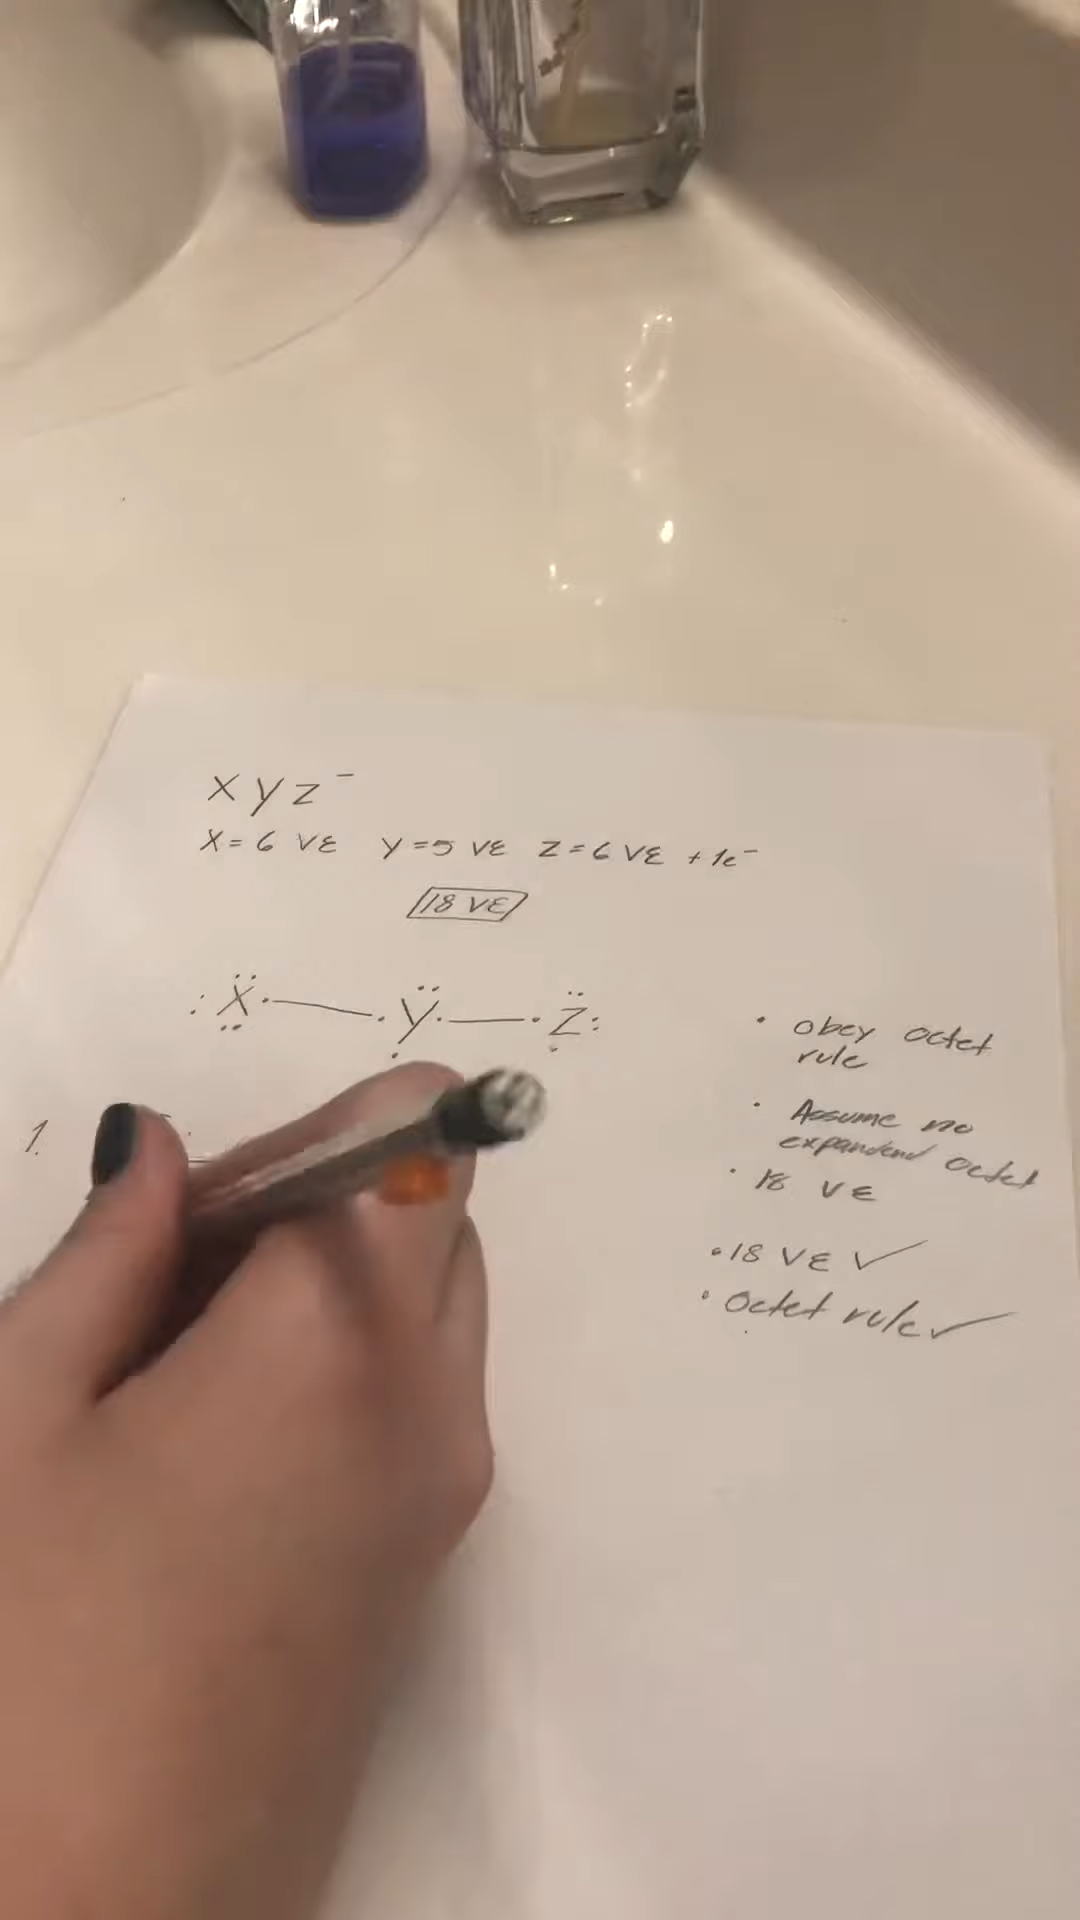 XYZ⁻
X=6 VE Y=5 VE Z=6 VE +1e⁻
18 VE
X Y Z
• obey octet
rule
• Assume no
expandend octet
• 18 VE
• 18 VE ✓
• Octet rule ✓
1.